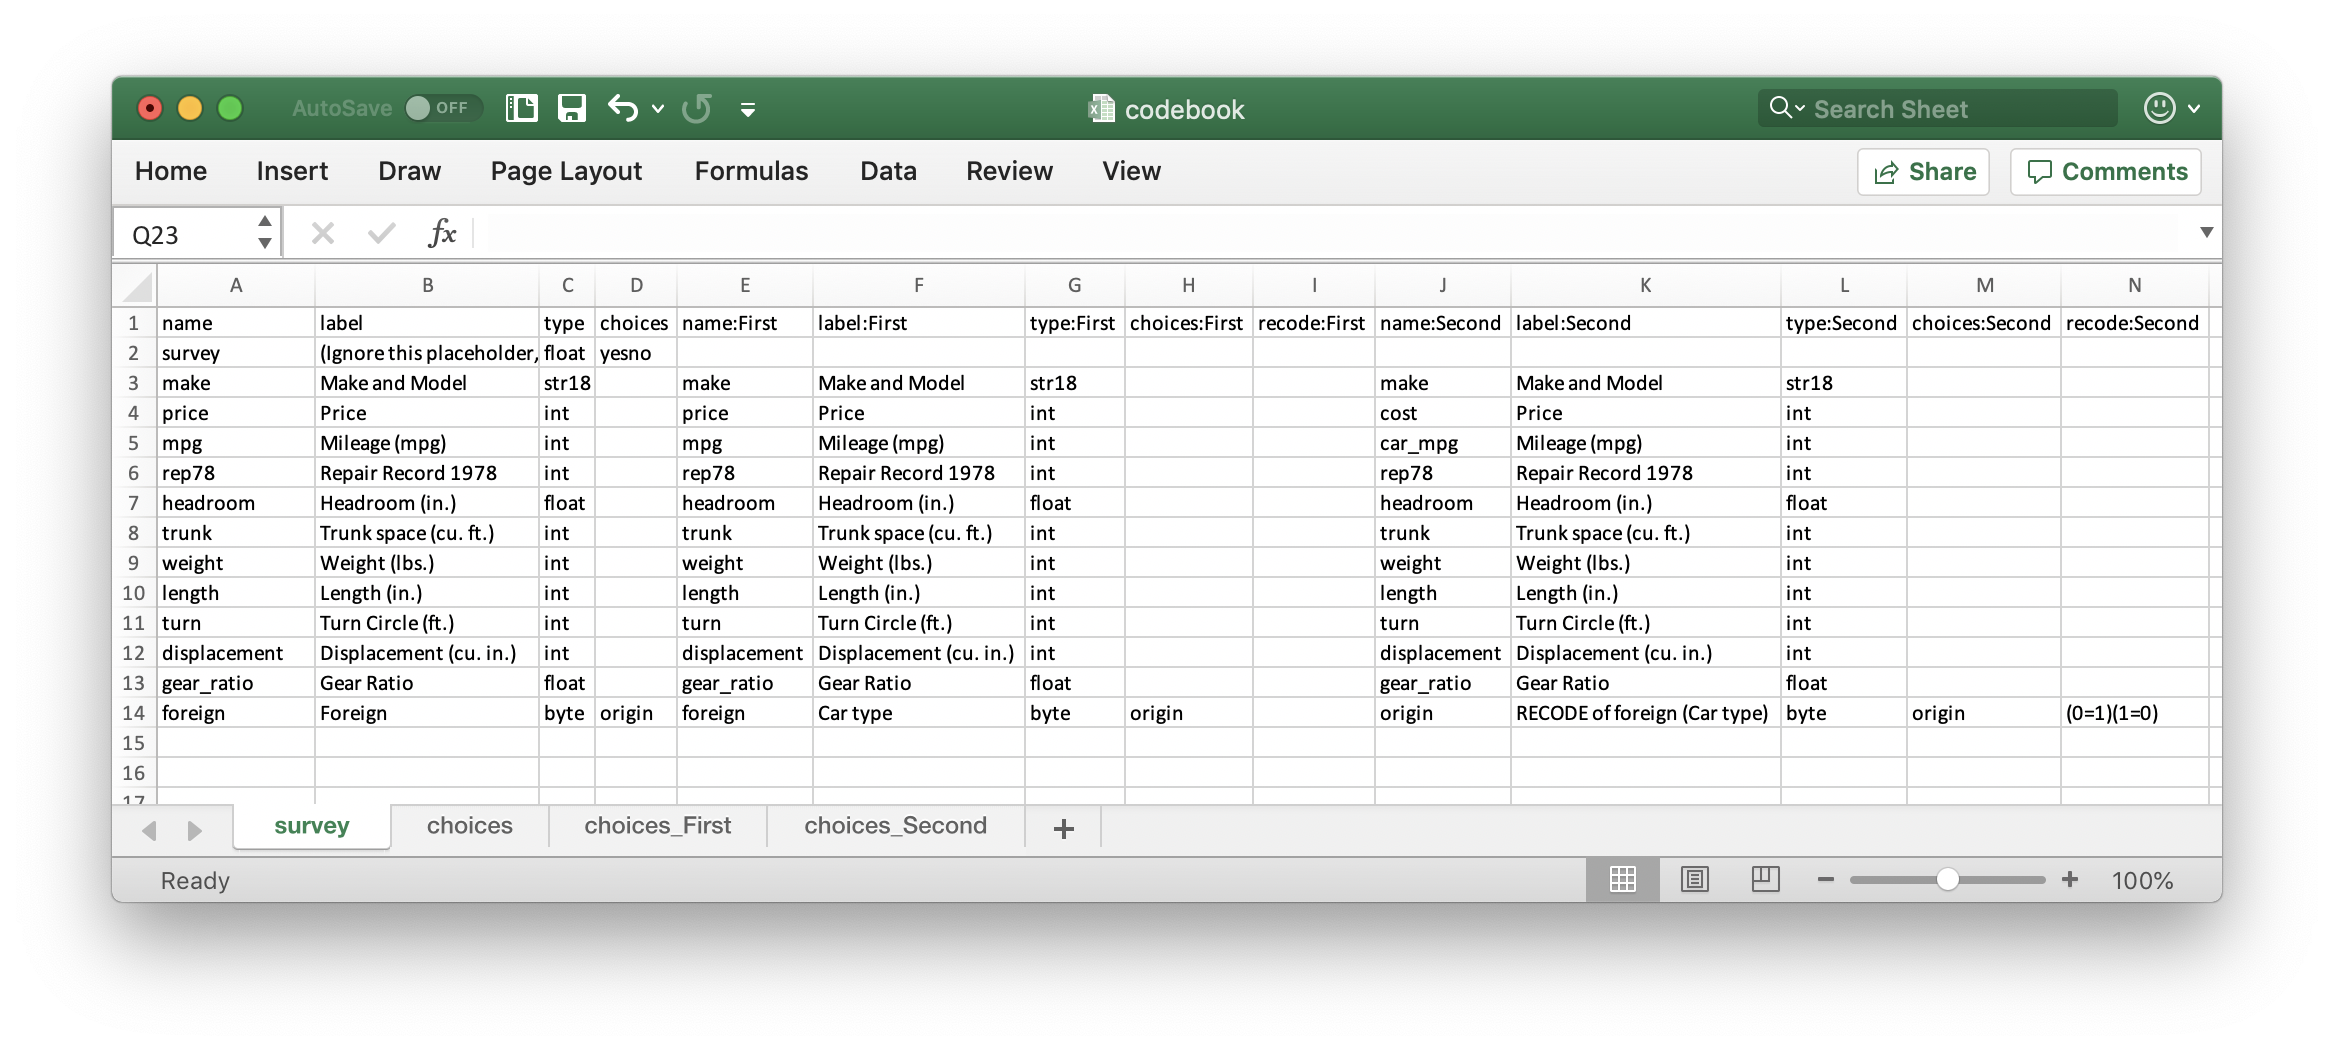 AutoSave OFF codebook Search Sheet
Home Insert Draw Page Layout Formulas Data Review View Share Comments
Q23 fx
A B C D E F G H I J K L M N
1 name label type choices name:First label:First type:First choices:First recode:First name:Second label:Second type:Second choices:Second recode:Second
2 survey (Ignore this placeholder, float yesno
3 make Make and Model str18 make Make and Model str18 make Make and Model str18
4 price Price int price Price int cost Price int
5 mpg Mileage (mpg) int mpg Mileage (mpg) int car_mpg Mileage (mpg) int
6 rep78 Repair Record 1978 int rep78 Repair Record 1978 int rep78 Repair Record 1978 int
7 headroom Headroom (in.) float headroom Headroom (in.) float headroom Headroom (in.) float
8 trunk Trunk space (cu. ft.) int trunk Trunk space (cu. ft.) int trunk Trunk space (cu. ft.) int
9 weight Weight (lbs.) int weight Weight (lbs.) int weight Weight (lbs.) int
10 length Length (in.) int length Length (in.) int length Length (in.) int
11 turn Turn Circle (ft.) int turn Turn Circle (ft.) int turn Turn Circle (ft.) int
12 displacement Displacement (cu. in.) int displacement Displacement (cu. in.) int displacement Displacement (cu. in.) int
13 gear_ratio Gear Ratio float gear_ratio Gear Ratio float gear_ratio Gear Ratio float
14 foreign Foreign byte origin foreign Car type byte origin origin RECODE of foreign (Car type) byte origin (0=1)(1=0)
15
16
17
survey choices choices_First choices_Second +
Ready 100%